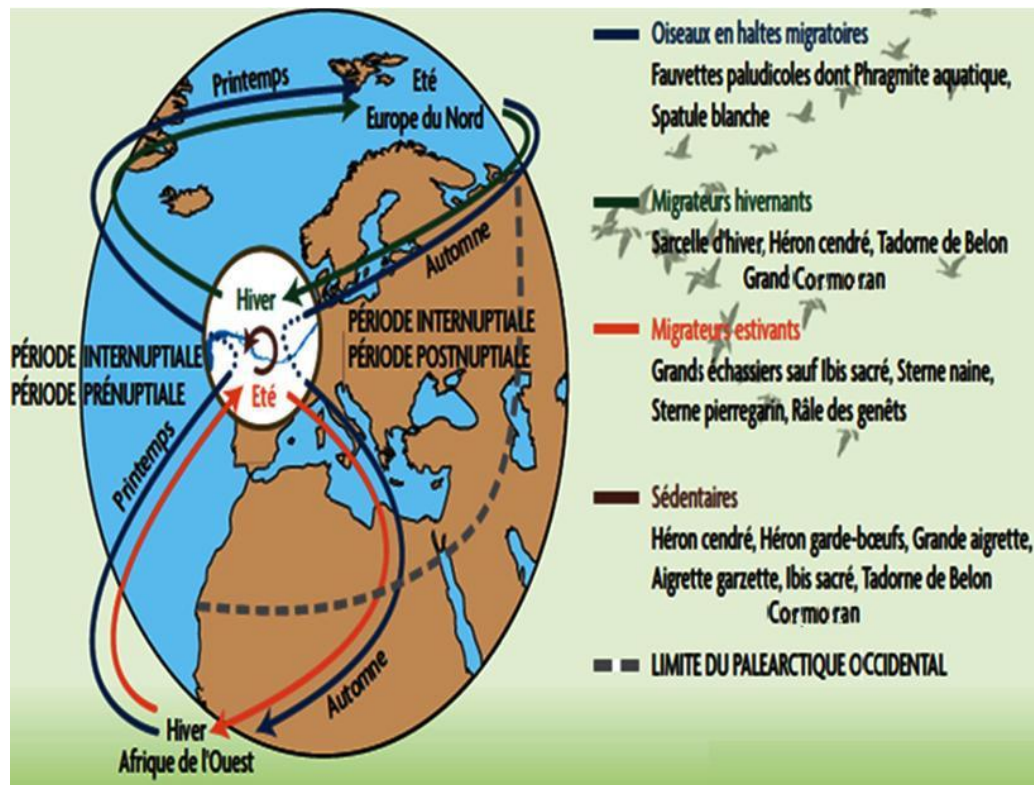 Printemps
Eté
Europe du Nord
Automne
Hiver
PÉRIODE INTERNUPTIALE
PÉRIODE PRÉNUPTIALE
PÉRIODE INTERNUPTIALE
PÉRIODE POSTNUPTIALE
Eté
Printemps
Automne
Hiver
Afrique de l'Ouest
Oiseaux en haltes migratoires
Fauvettes paludicoles dont Phragmite aquatique,
Spatule blanche
Migrateurs hivernants
Sarcelle d'hiver, Héron cendré, Tadorne de Belon
Grand Cormoran
Migrateurs estivants
Grands échassiers sauf Ibis sacré, Sterne naine,
Sterne pierregarin, Râle des genêts
Sédentaires
Héron cendré, Héron garde-bœufs, Grande aigrette,
Aigrette garzette, Ibis sacré, Tadorne de Belon
Cormoran
LIMITE DU PALEARCTIQUE OCCIDENTAL